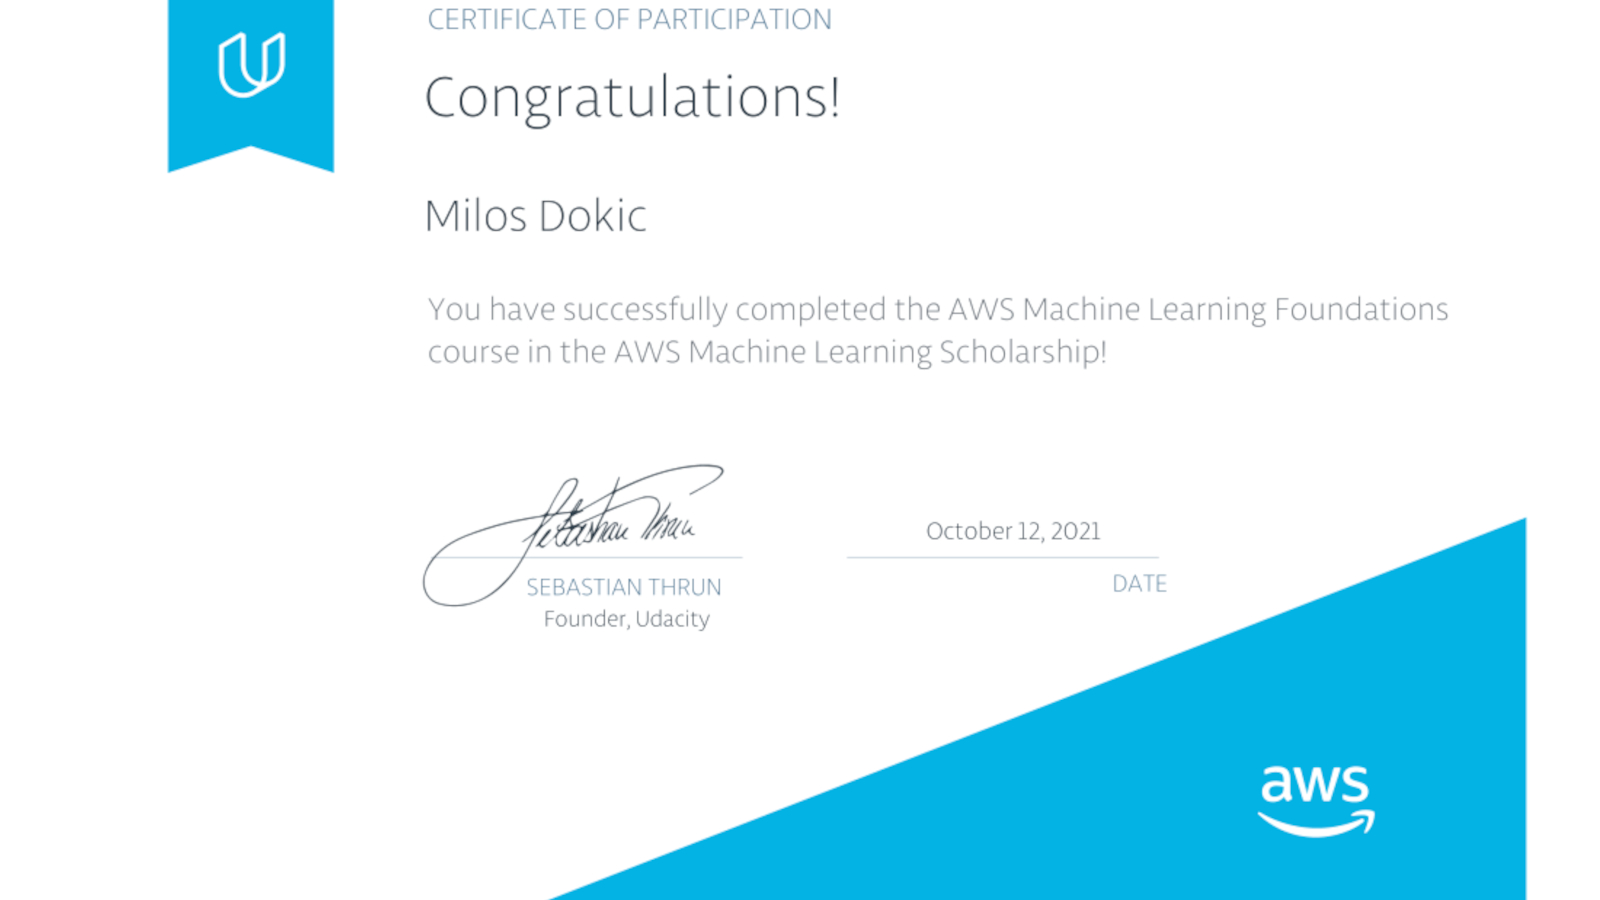 CERTIFICATE OF PARTICIPATION
Congratulations!
Milos Dokic
You have successfully completed the AWS Machine Learning Foundations
course in the AWS Machine Learning Scholarship!
Sebastian Thrun
October 12, 2021
SEBASTIAN THRUN
DATE
Founder, Udacity
aws